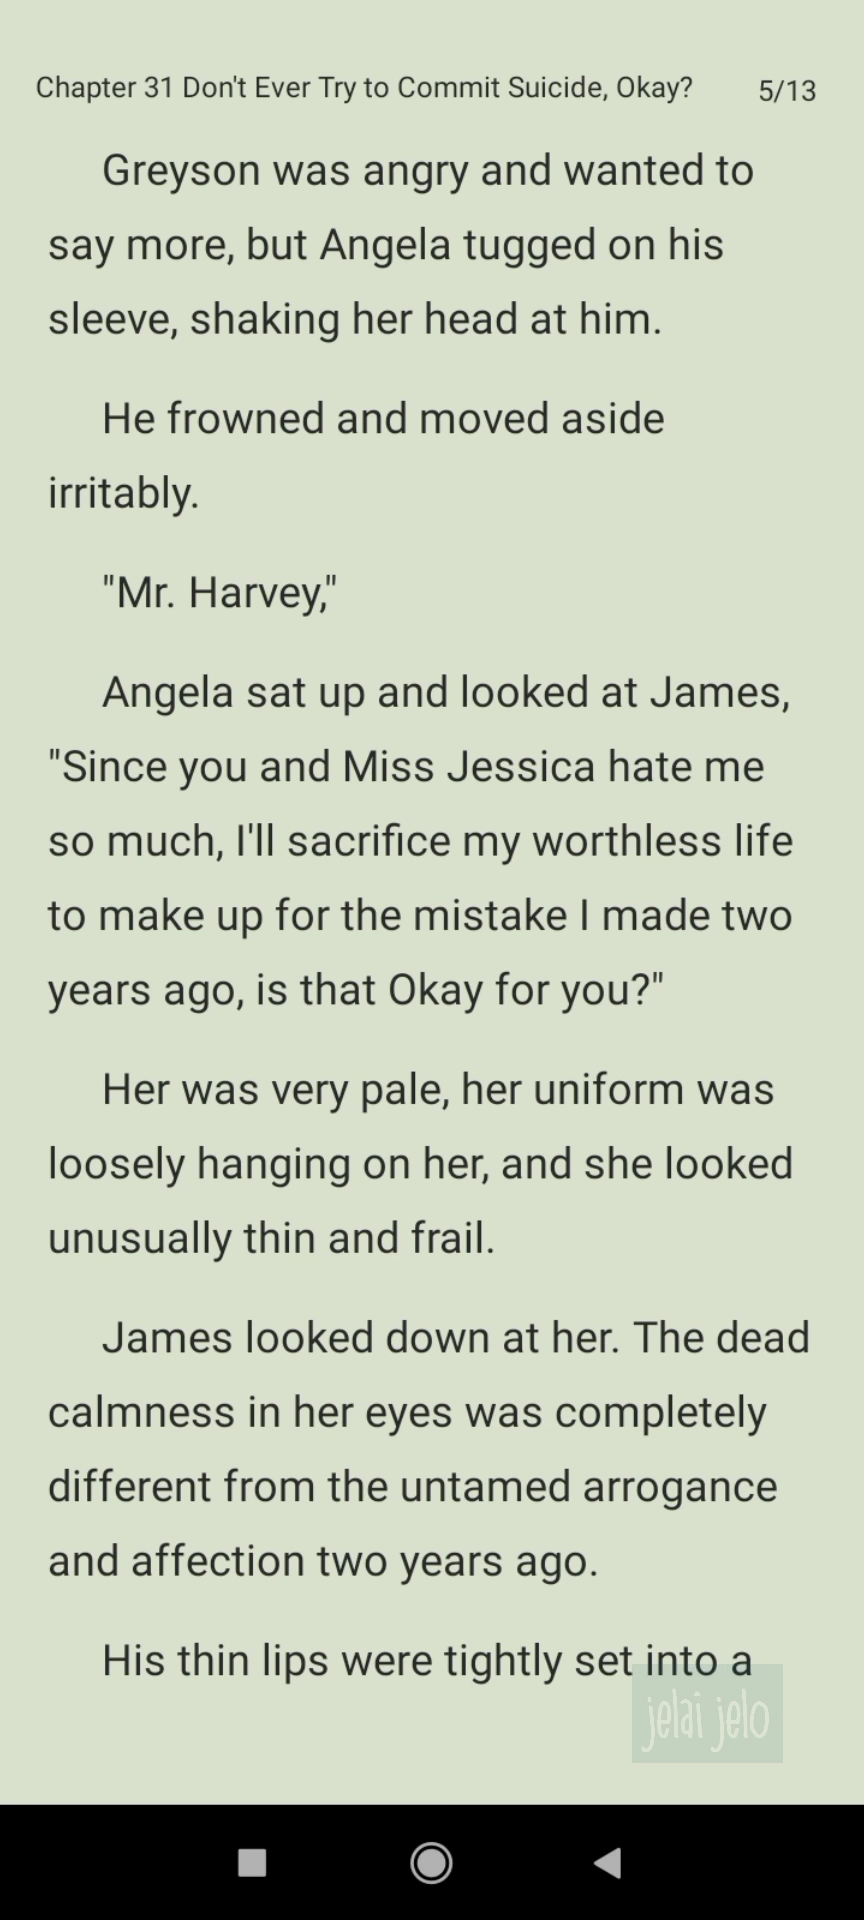 Chapter 31 Don't Ever Try to Commit Suicide, Okay? 5/13
Greyson was angry and wanted to
say more, but Angela tugged on his
sleeve, shaking her head at him.
He frowned and moved aside
irritably.
"Mr. Harvey,"
Angela sat up and looked at James,
"Since you and Miss Jessica hate me
so much, I'll sacrifice my worthless life
to make up for the mistake I made two
years ago, is that Okay for you?"
Her was very pale, her uniform was
loosely hanging on her, and she looked
unusually thin and frail.
James looked down at her. The dead
calmness in her eyes was completely
different from the untamed arrogance
and affection two years ago.
His thin lips were tightly set into a
jelai jelo